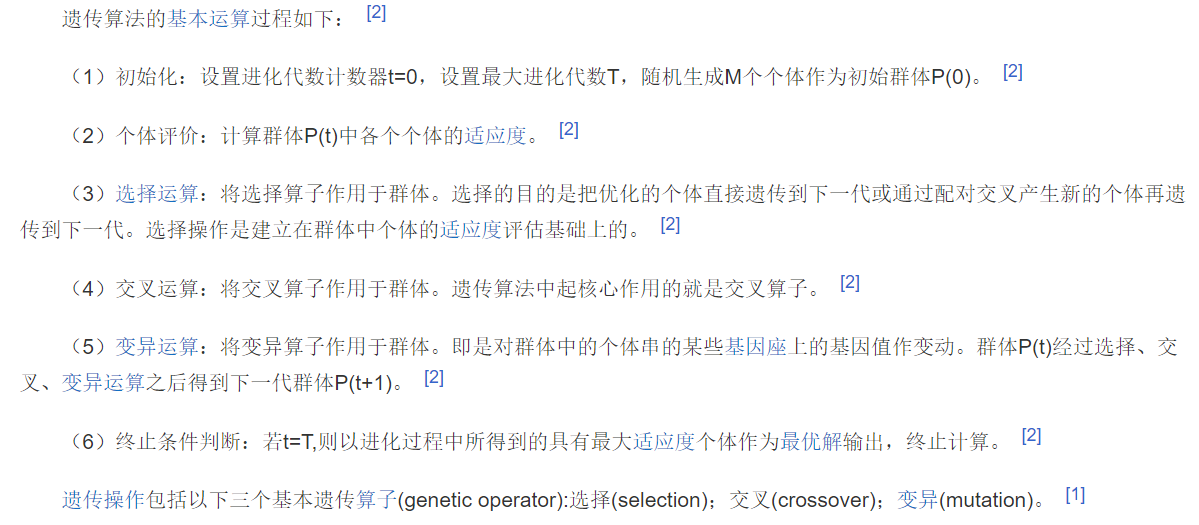 遗传算法的基本运算过程如下： [2]
（1）初始化：设置进化代数计数器t=0，设置最大进化代数T，随机生成M个个体作为初始群体P(0)。 [2]
（2）个体评价：计算群体P(t)中各个个体的适应度。 [2]
（3）选择运算：将选择算子作用于群体。选择的目的是把优化的个体直接遗传到下一代或通过配对交叉产生新的个体再遗
传到下一代。选择操作是建立在群体中个体的适应度评估基础上的。 [2]
（4）交叉运算：将交叉算子作用于群体。遗传算法中起核心作用的就是交叉算子。 [2]
（5）变异运算：将变异算子作用于群体。即是对群体中的个体串的某些基因座上的基因值作变动。群体P(t)经过选择、交
叉、变异运算之后得到下一代群体P(t+1)。 [2]
（6）终止条件判断：若t=T,则以进化过程中所得到的具有最大适应度个体作为最优解输出，终止计算。 [2]
遗传操作包括以下三个基本遗传算子(genetic operator):选择(selection)；交叉(crossover)；变异(mutation)。 [1]